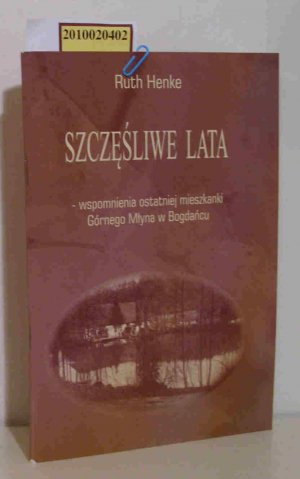 2010020402
Ruth Henke
SZCZĘŚLIWE LATA
- wspomnienia ostatniej mieszkanki
Górnego Młyna w Bogdańcu